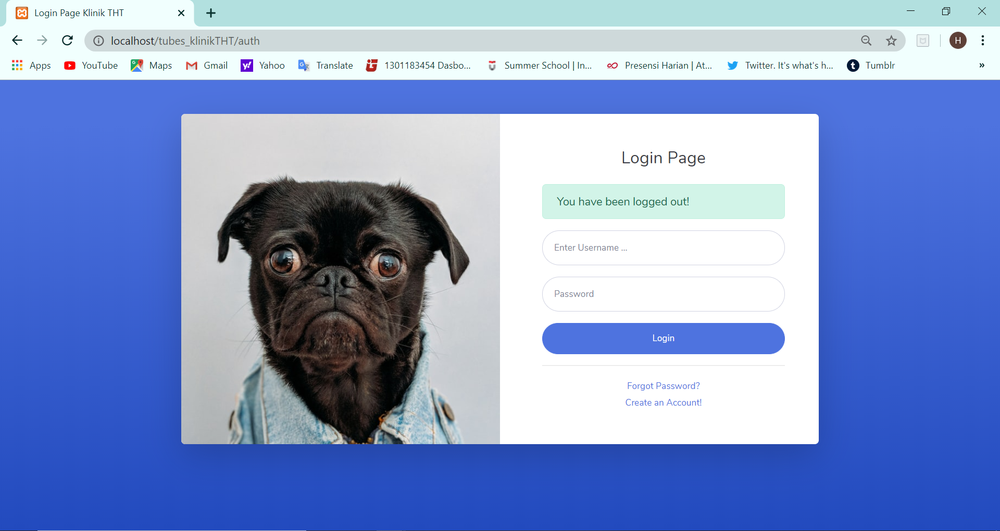 Login Page Klinik THT
localhost/tubes_klinikTHT/auth
H
Apps YouTube Maps Gmail Yahoo Translate 1301183454 Dasbo... Summer School | In... Presensi Harian | At... Twitter. It's what's h... Tumblr »
Login Page
You have been logged out!
Enter Username ...
Password
Login
Forgot Password?
Create an Account!